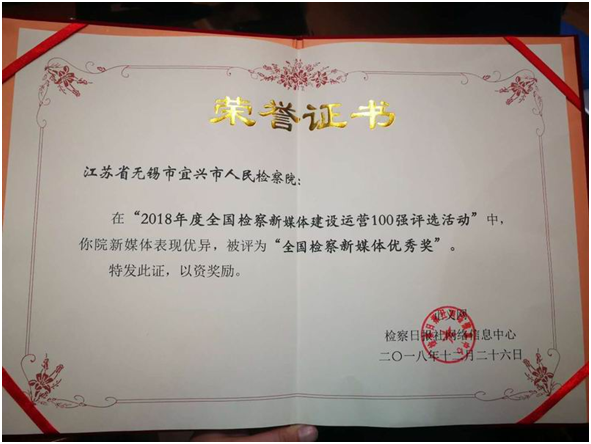 荣誉证书
江苏省无锡市宜兴市人民检察院：
在“2018年度全国检察新媒体建设运营100强评选活动”中，
你院新媒体表现优异，被评为“全国检察新媒体优秀奖”。
特发此证，以资奖励。
正义网
检察日报社网络信息中心
二〇一八年十二月二十六日